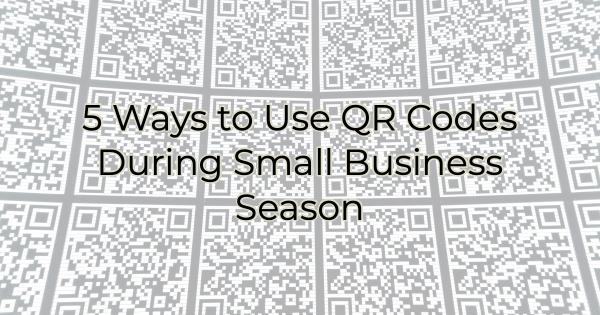 5 Ways to Use QR Codes
During Small Business
Season